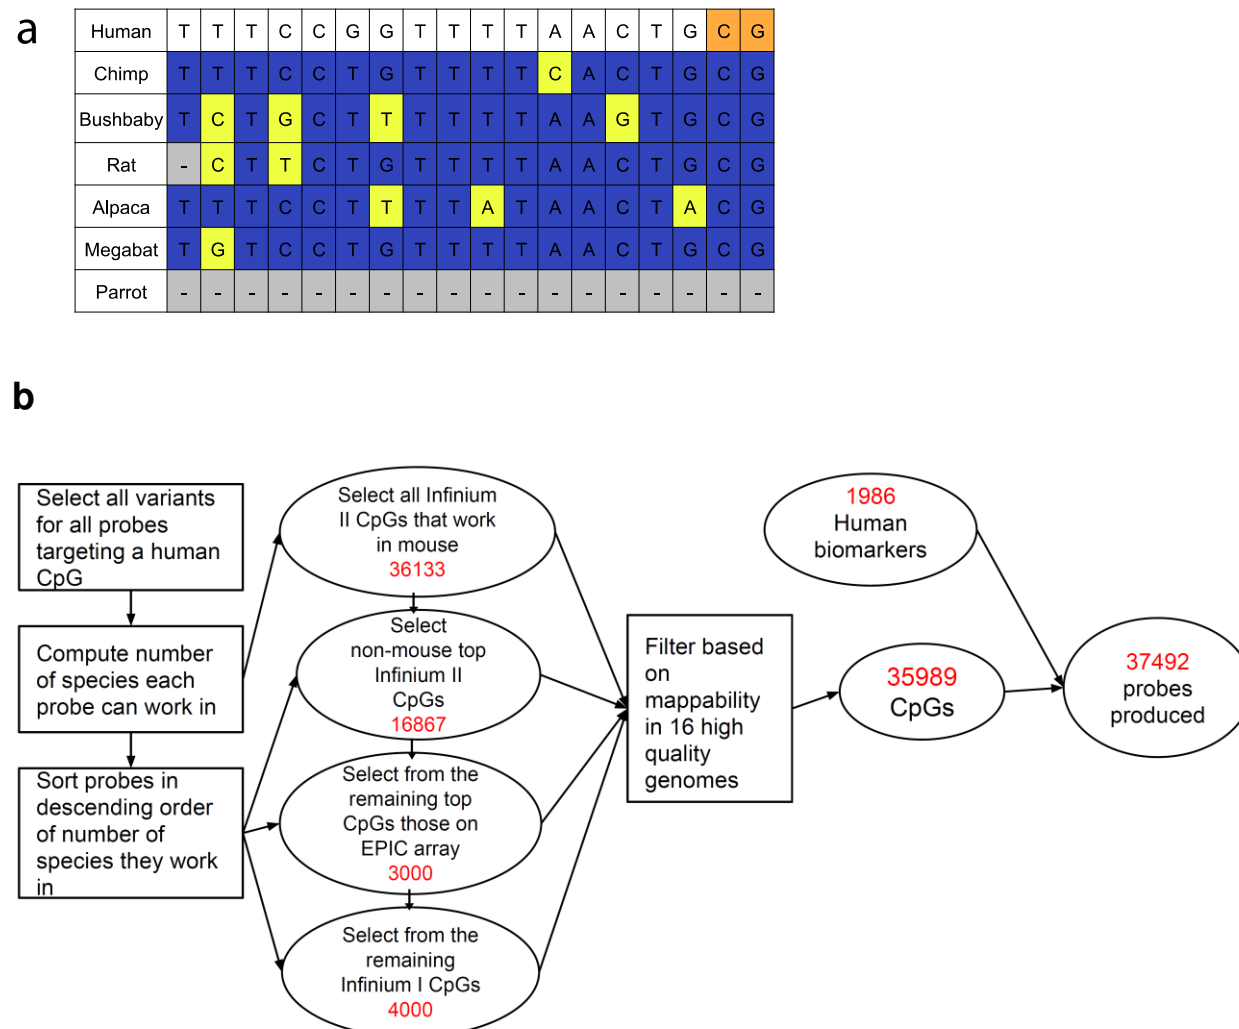 a
Human T T T C C G G T T T T A A C T G C G
Chimp T T T C C T G T T T T C A C T G C G
Bushbaby T C T G C T T T T T T A A G T G C G
Rat - C T T C T G T T T T A A C T G C G
Alpaca T T T C C T T T T A T A A C T A C G
Megabat T G T C C T G T T T T A A C T G C G
Parrot - - - - - - - - - - - - - - - - - -
b
Select all variants
for all probes
targeting a human
CpG
Compute number
of species each
probe can work in
Sort probes in
descending order
of number of
species they work
in
Select all Infinium
II CpGs that work
in mouse
36133
Select
non-mouse top
Infinium II
CpGs
16867
Select from the
remaining top
CpGs those on
EPIC array
3000
Select from the
remaining
Infinium I CpGs
4000
Filter based
on
mappability
in 16 high
quality
genomes
1986
Human
biomarkers
35989
CpGs
37492
probes
produced